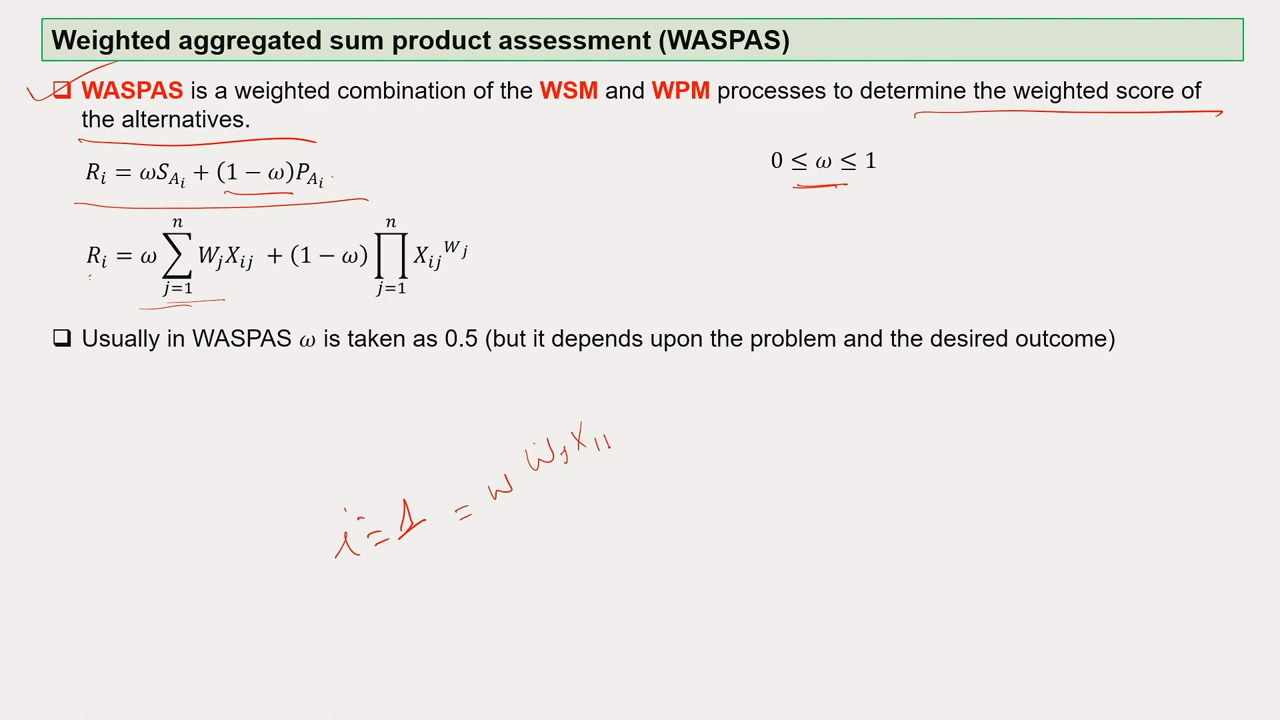 Weighted aggregated sum product assessment (WASPAS)
❑ WASPAS is a weighted combination of the WSM and WPM processes to determine the weighted score of
the alternatives.
R_i = ωS_{A_i} + (1 − ω)P_{A_i}
0 ≤ ω ≤ 1
R_i = ω ∑_{j=1}^{n} W_j X_{ij} + (1 − ω) ∏_{j=1}^{n} X_{ij}^{W_j}
❑ Usually in WASPAS ω is taken as 0.5 (but it depends upon the problem and the desired outcome)
i = 1 = w W_1 X_{11}